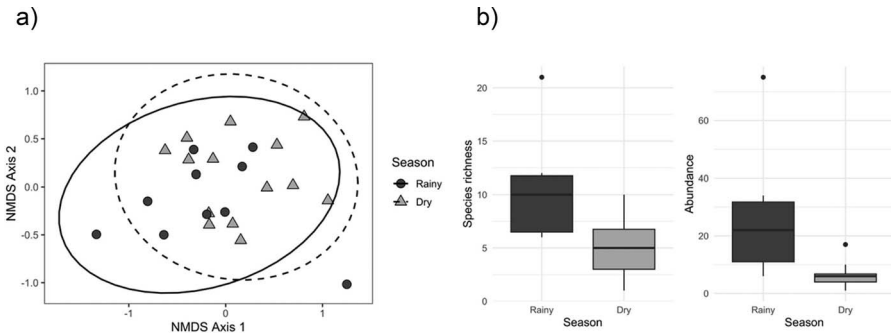 a)
1.0
0.5
0.0
-0.5
-1.0
NMDS Axis 2
-1
0
1
NMDS Axis 1
Season
Rainy
Dry
b)
20
15
10
5
0
Species richness
Rainy
Dry
Season
60
40
20
0
Abundance
Rainy
Dry
Season